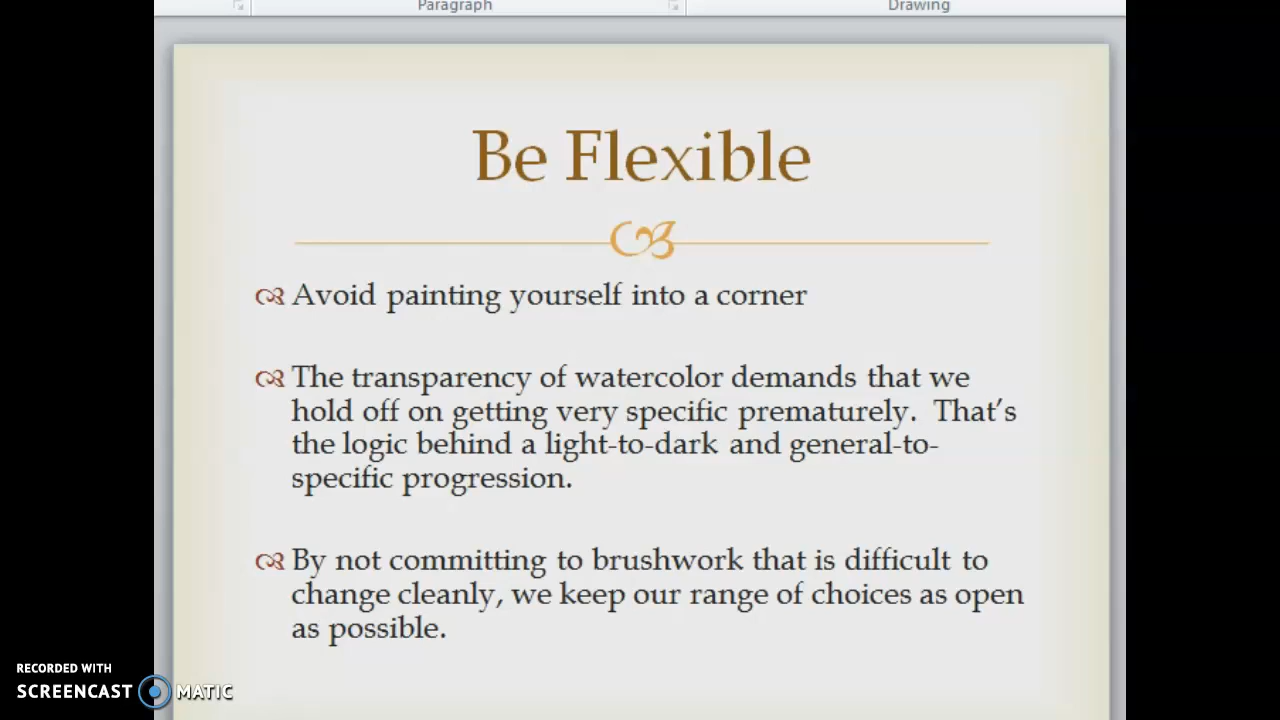 Paragraph
Drawing
Be Flexible
Avoid painting yourself into a corner
The transparency of watercolor demands that we
hold off on getting very specific prematurely.  That's
the logic behind a light-to-dark and general-to-
specific progression.
By not committing to brushwork that is difficult to
change cleanly, we keep our range of choices as open
as possible.
RECORDED WITH
SCREENCAST MATIC